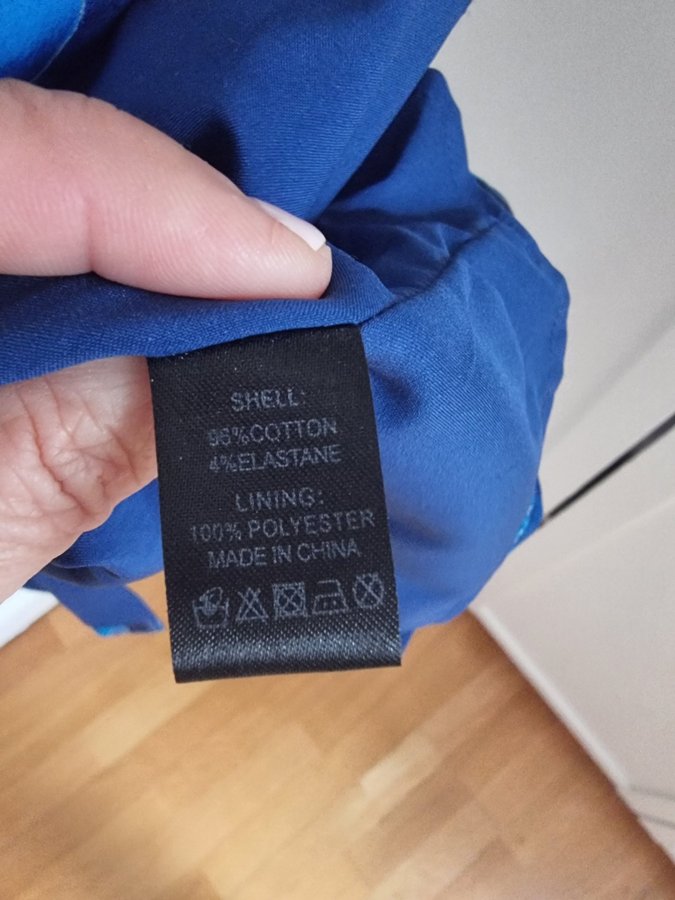 SHELL:
96%COTTON
4%ELASTANE
LINING:
100% POLYESTER
MADE IN CHINA